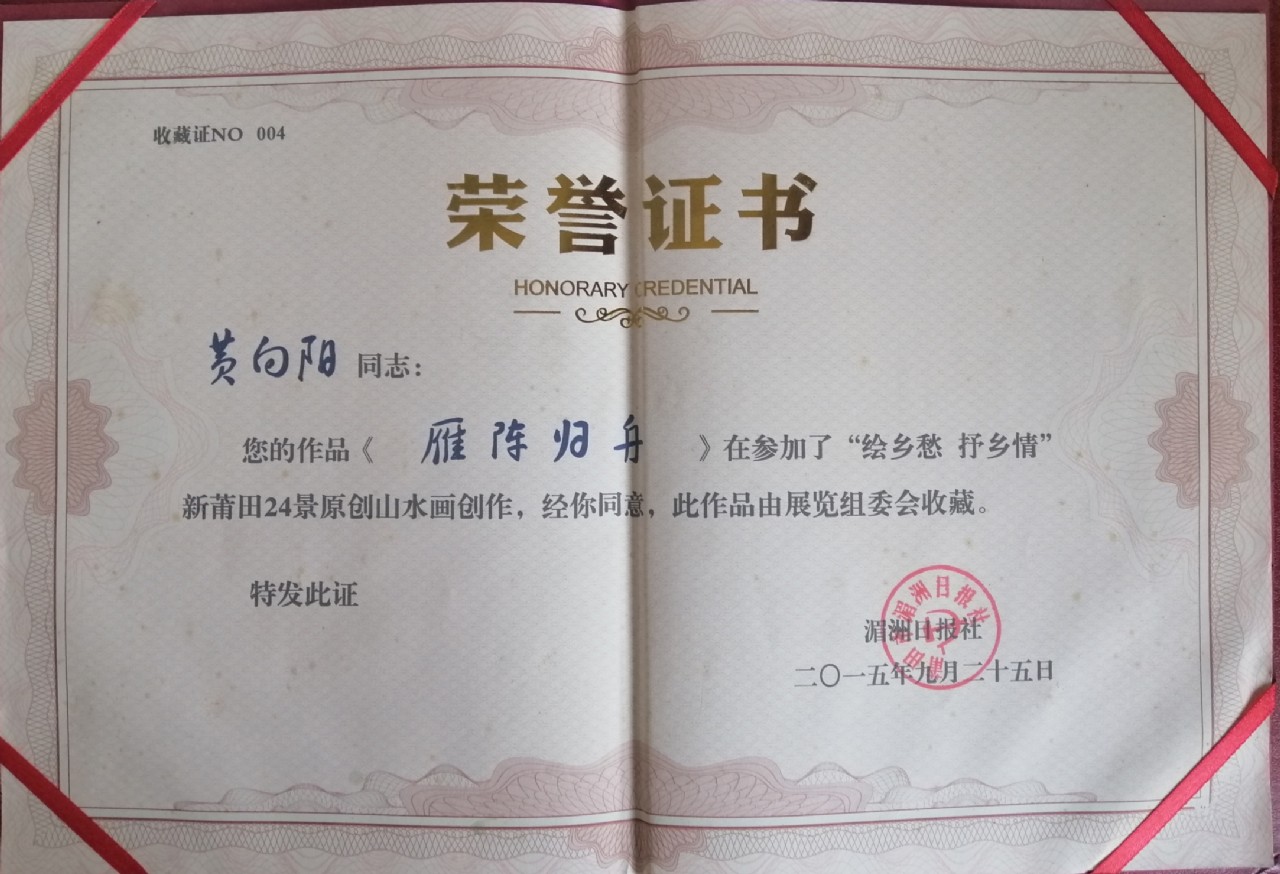 收藏证NO 004
荣誉证书
HONORARY CREDENTIAL
黄向阳 同志：
您的作品《 雁阵归舟 》在参加了“绘乡愁 抒乡情”
新莆田24景原创山水画创作，经你同意，此作品由展览组委会收藏。
特发此证
湄洲日报社
二〇一五年九月二十五日